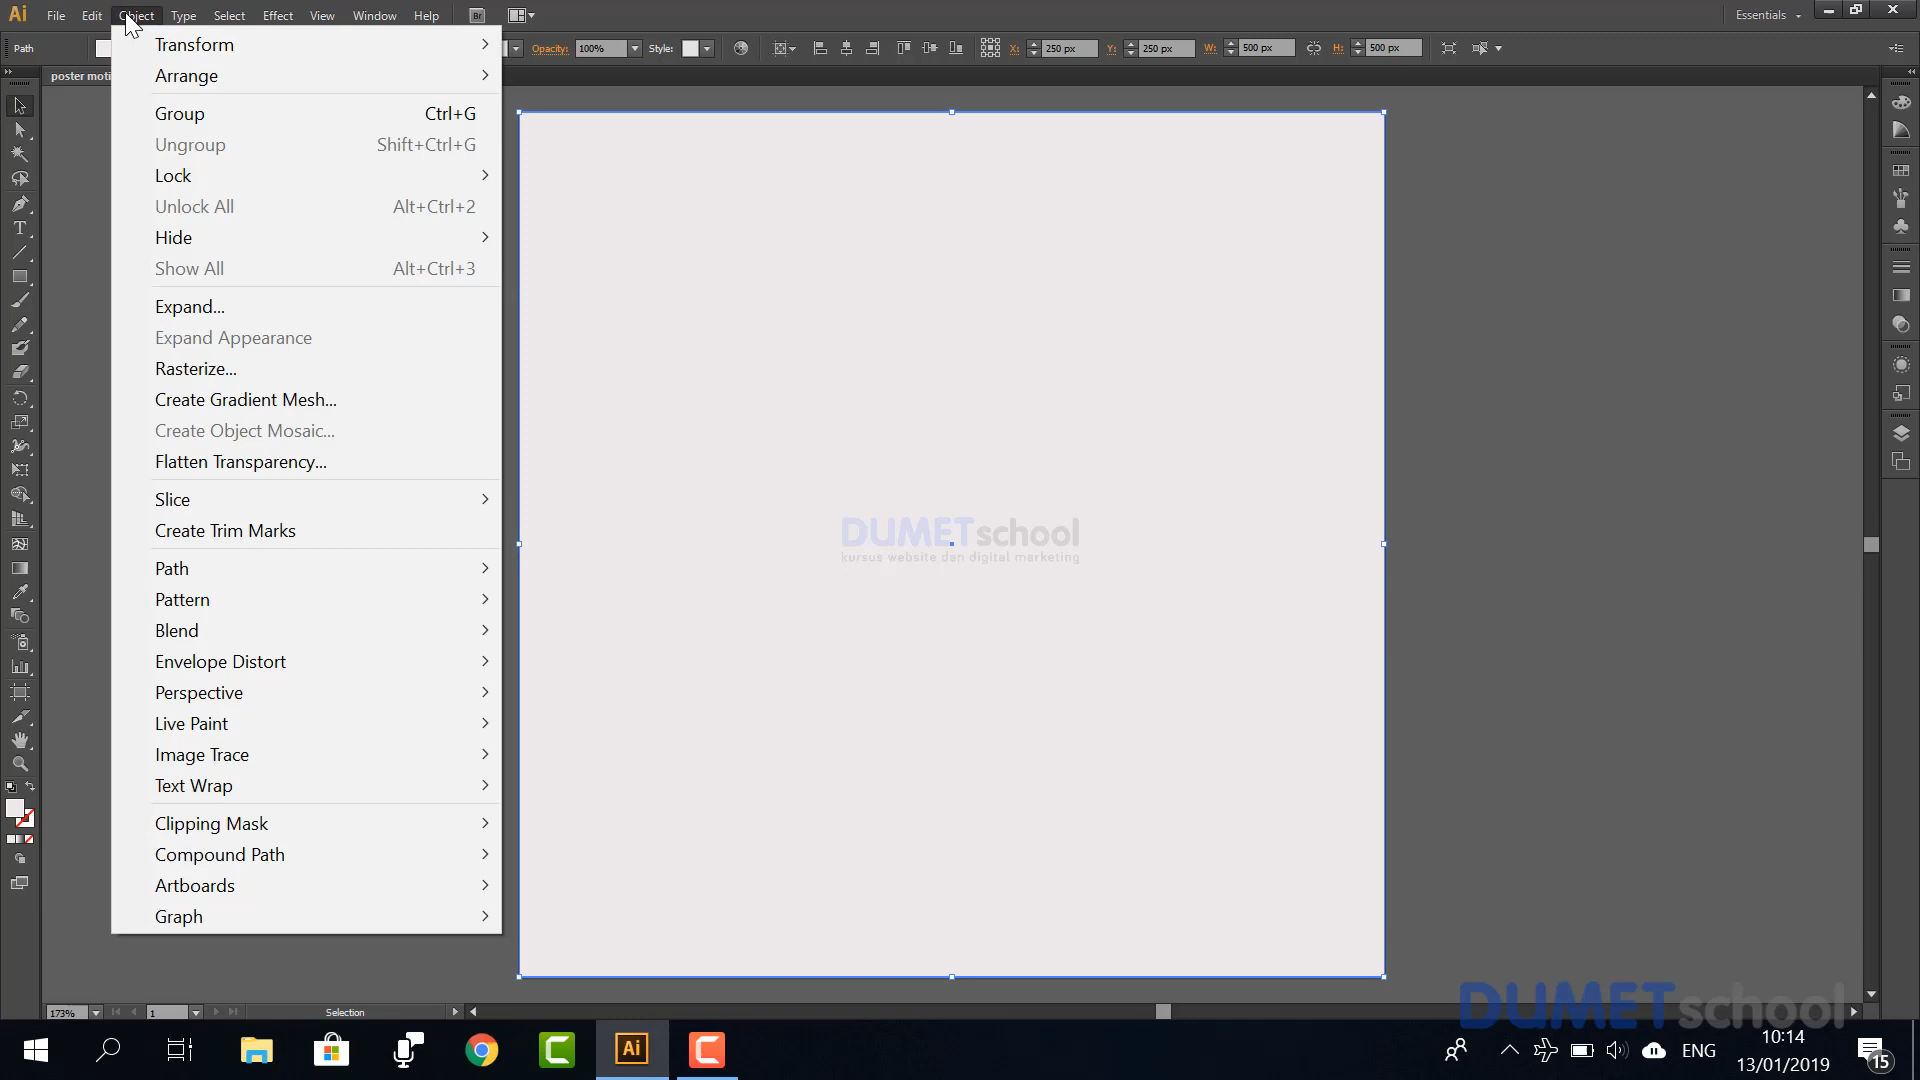 Ai File Edit Object Type Select Effect View Window Help Br Essentials
Path Opacity: 100% Style: X: 250 px Y: 250 px W: 500 px H: 500 px
poster moti
Transform
Arrange
Group Ctrl+G
Ungroup Shift+Ctrl+G
Lock
Unlock All Alt+Ctrl+2
Hide
Show All Alt+Ctrl+3
Expand...
Expand Appearance
Rasterize...
Create Gradient Mesh...
Create Object Mosaic...
Flatten Transparency...
Slice
Create Trim Marks
Path
Pattern
Blend
Envelope Distort
Perspective
Live Paint
Image Trace
Text Wrap
Clipping Mask
Compound Path
Artboards
Graph
DUMETschool
kursus website dan digital marketing
173% 1 Selection
DUMETschool
Ai ENG 10:14
13/01/2019 15